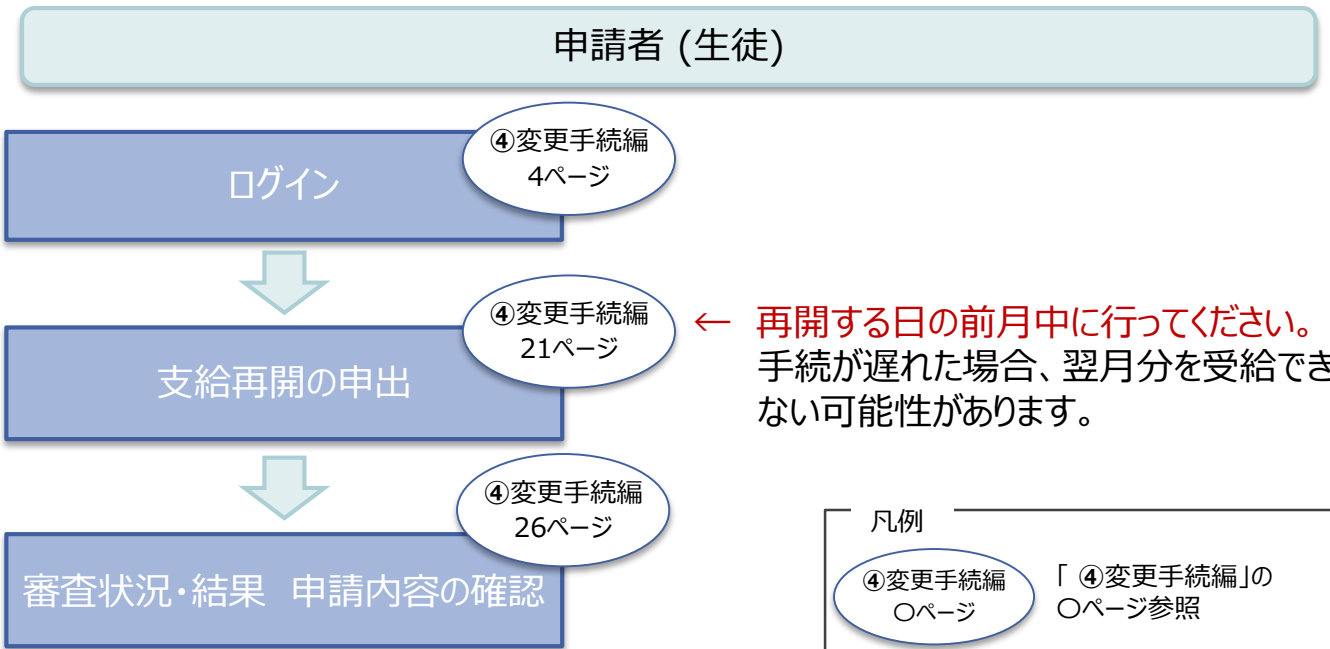 申請者 (生徒)
④変更手続編
4ページ
ログイン
④変更手続編
21ページ
← 再開する日の前月中に行ってください。
手続が遅れた場合、翌月分を受給でき
ない可能性があります。
支給再開の申出
④変更手続編
26ページ
審査状況・結果 申請内容の確認
凡例
④変更手続編
〇ページ
「 ④変更手続編」の
〇ページ参照